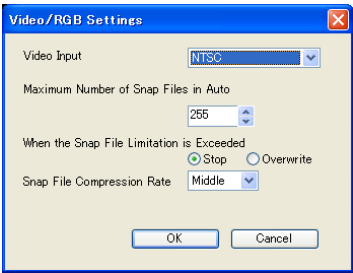 Video/RGB Settings
Video Input NTSC
Maximum Number of Snap Files in Auto
255
When the Snap File Limitation is Exceeded
Stop Overwrite
Snap File Compression Rate Middle
OK Cancel